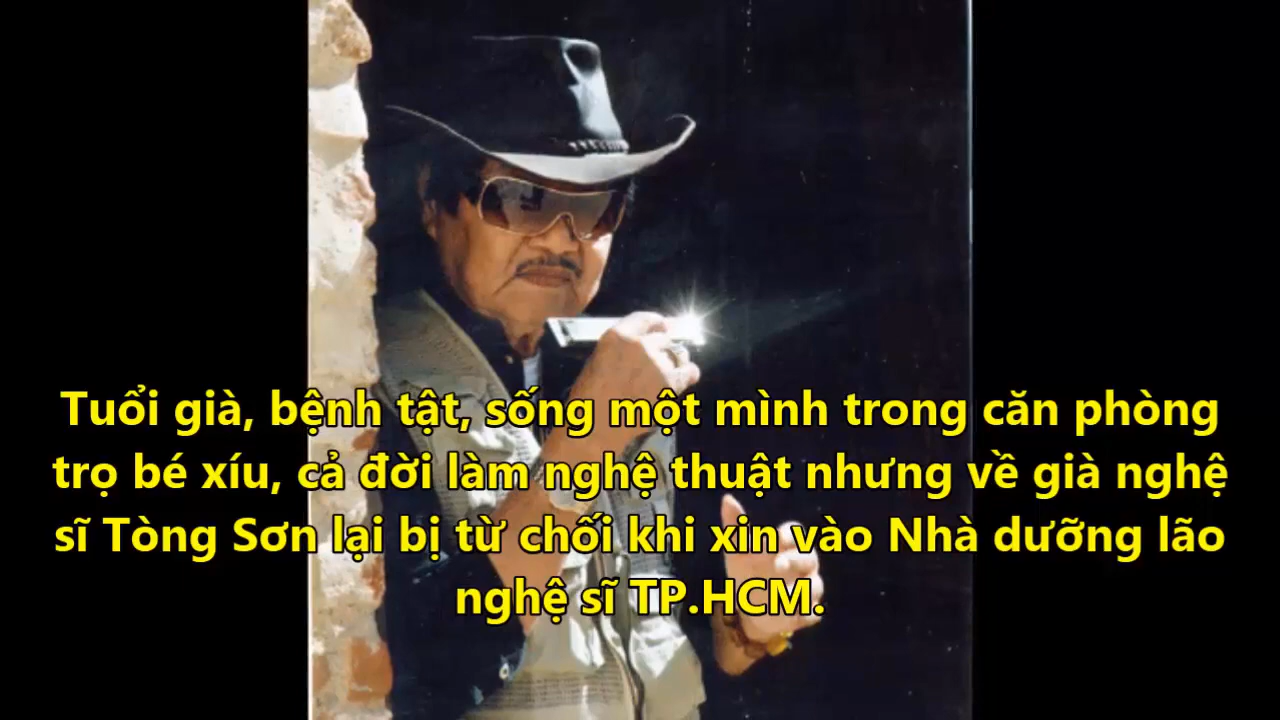 Tuổi già, bệnh tật, sống một mình trong căn phòng
trọ bé xíu, cả đời làm nghệ thuật nhưng về già nghệ
sĩ Tòng Sơn lại bị từ chối khi xin vào Nhà dưỡng lão
nghệ sĩ TP.HCM.